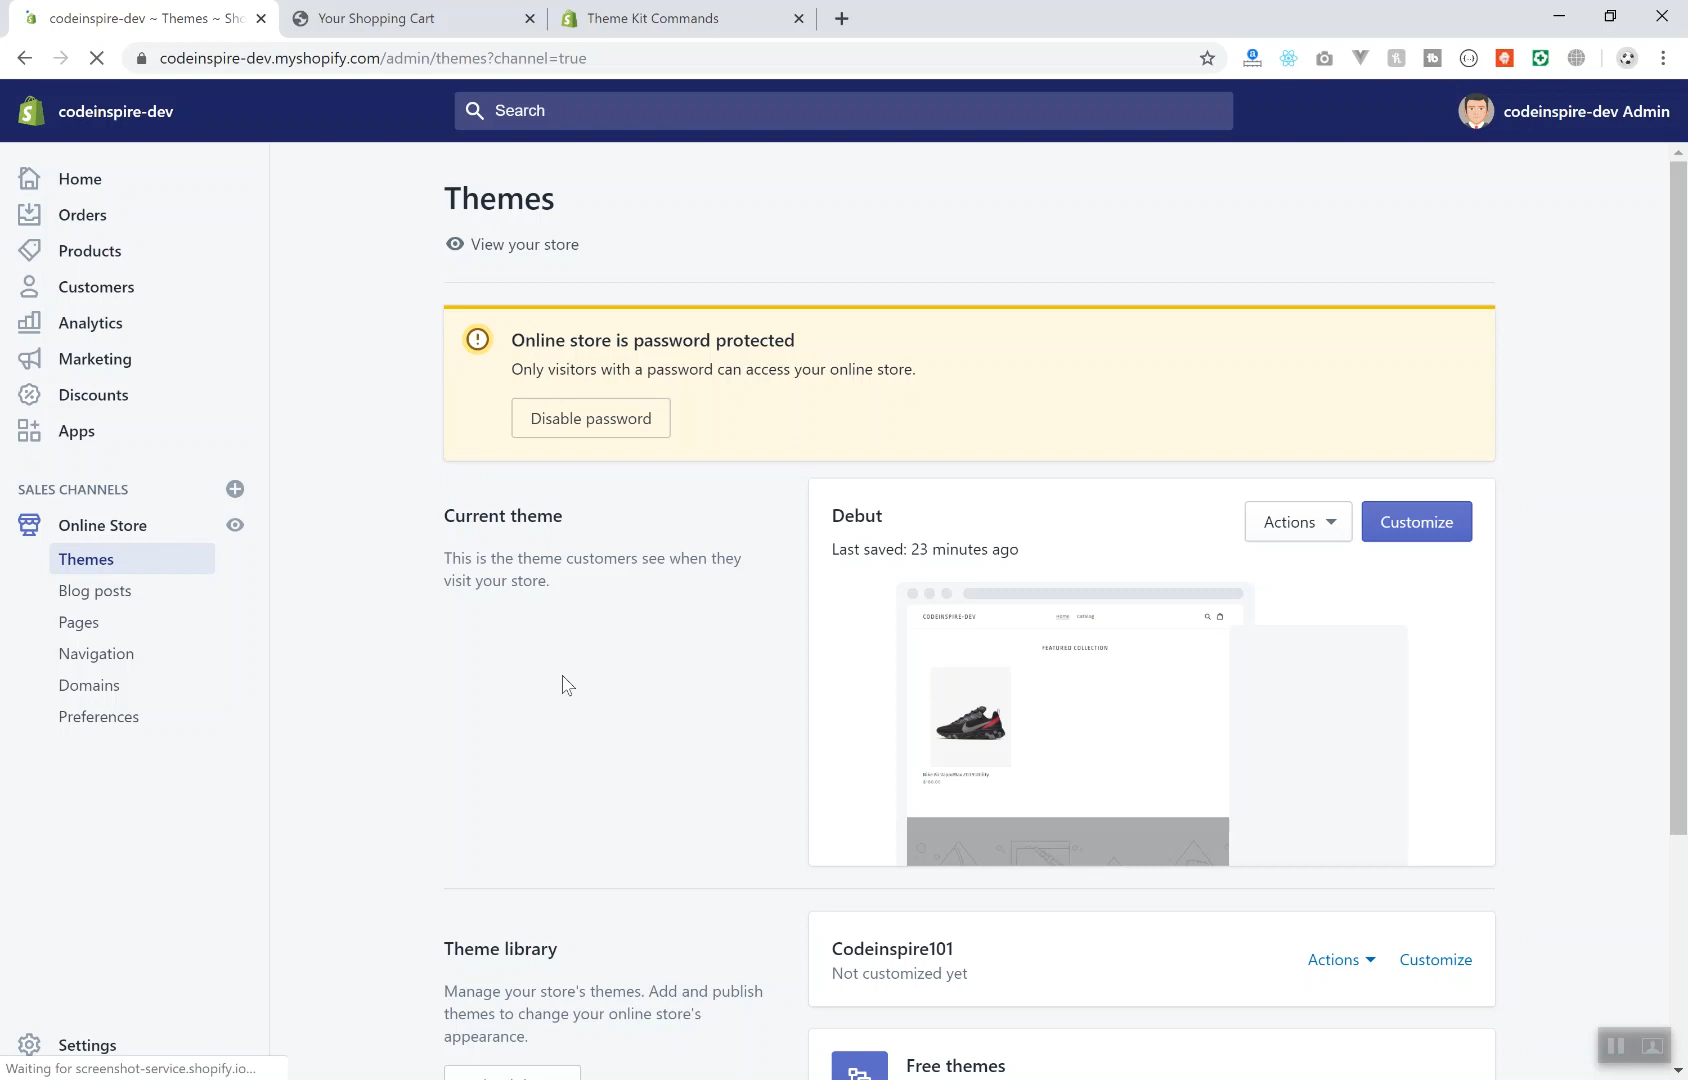 codeinspire-dev ~ Themes ~ Sho
Your Shopping Cart
Theme Kit Commands
codeinspire-dev.myshopify.com/admin/themes?channel=true
codeinspire-dev
Search
codeinspire-dev Admin
Home
Orders
Products
Customers
Analytics
Marketing
Discounts
Apps
SALES CHANNELS
Online Store
Themes
Blog posts
Pages
Navigation
Domains
Preferences
Settings
Waiting for screenshot-service.shopify.io...
Themes
View your store
Online store is password protected
Only visitors with a password can access your online store.
Disable password
Current theme
This is the theme customers see when they
visit your store.
Debut
Last saved: 23 minutes ago
Actions
Customize
CODEINSPIRE-DEV
Home Catalog
FEATURED COLLECTION
Theme library
Manage your store's themes. Add and publish
themes to change your online store's
appearance.
Codeinspire101
Not customized yet
Actions
Customize
Free themes